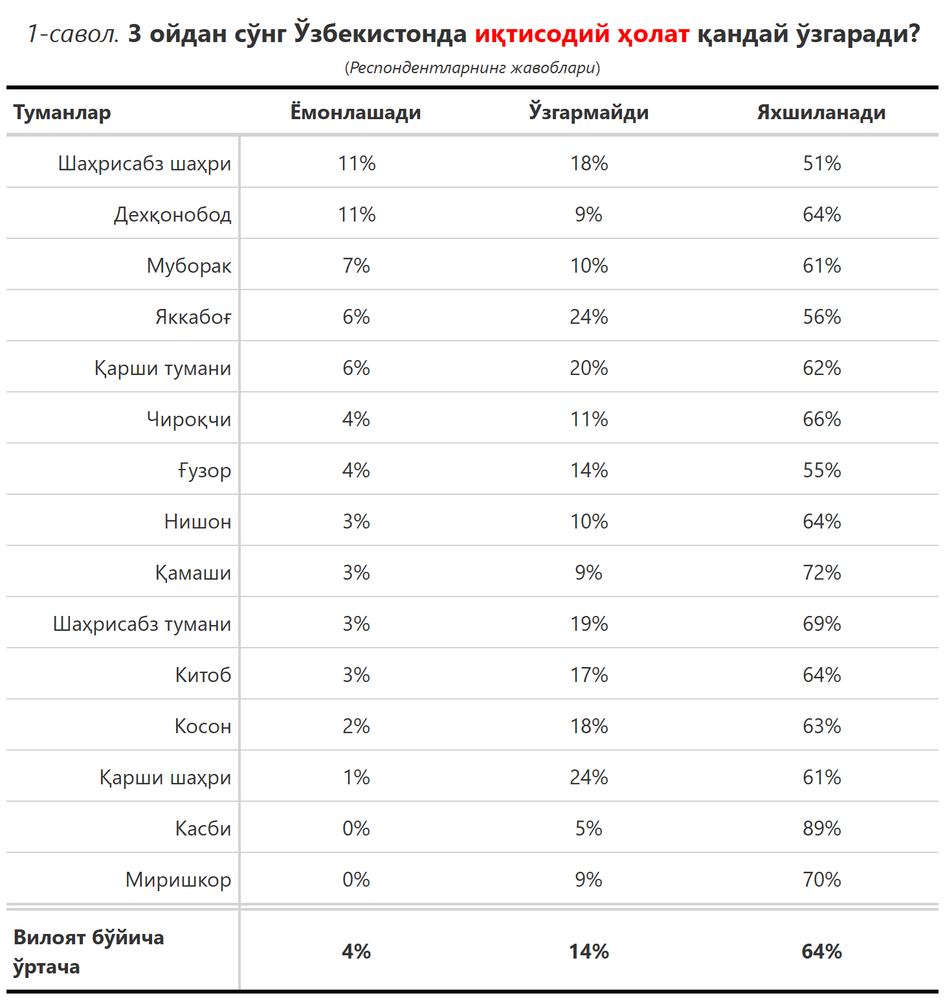 1-савол. 3 ойдан сўнг Ўзбекистонда иқтисодий ҳолат қандай ўзгаради?
(Респондентларнинг жавоблари)
Туманлар Ёмонлашади Ўзгармайди Яхшиланади
Шаҳрисабз шаҳри 11% 18% 51%
Дехқонобод 11% 9% 64%
Муборак 7% 10% 61%
Яккабоғ 6% 24% 56%
Қарши тумани 6% 20% 62%
Чироқчи 4% 11% 66%
Ғузор 4% 14% 55%
Нишон 3% 10% 64%
Қамаши 3% 9% 72%
Шаҳрисабз тумани 3% 19% 69%
Китоб 3% 17% 64%
Косон 2% 18% 63%
Қарши шаҳри 1% 24% 61%
Касби 0% 5% 89%
Миришкор 0% 9% 70%
Вилоят бўйича
ўртача 4% 14% 64%